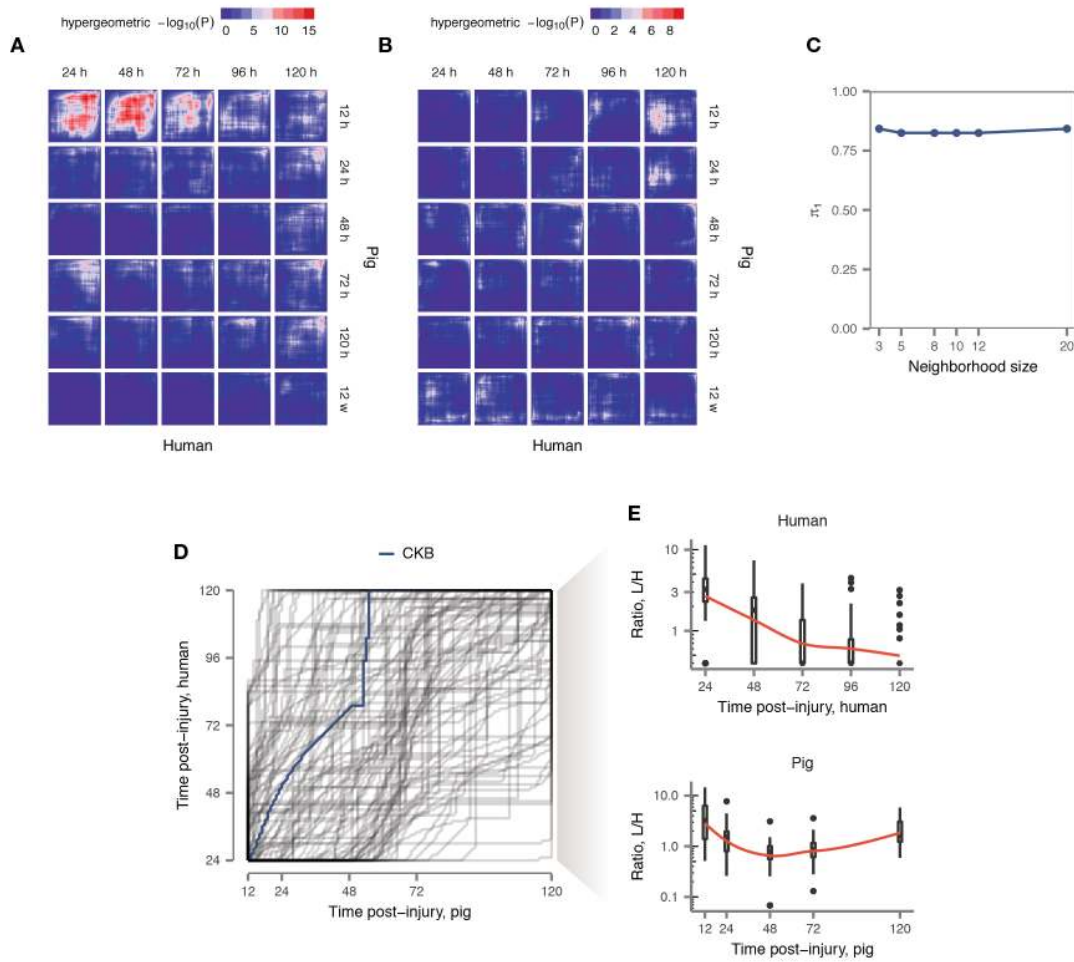 hypergeometric −log10(P)
0 5 10 15
A
24 h 48 h 72 h 96 h 120 h
12 h
24 h
48 h
72 h
120 h
12 w
Pig
Human
hypergeometric −log10(P)
0 2 4 6 8
B
24 h 48 h 72 h 96 h 120 h
12 h
24 h
48 h
72 h
120 h
12 w
Pig
Human
C
1.00
0.75
0.50
0.25
0.00
π1
3 5 8 10 12 20
Neighborhood size
D
CKB
120
96
72
48
24
Time post−injury, human
12 24 48 72 120
Time post−injury, pig
E
Human
10
3
1
Ratio, L/H
24 48 72 96 120
Time post−injury, human
Pig
10.0
1.0
0.1
Ratio, L/H
12 24 48 72 120
Time post−injury, pig